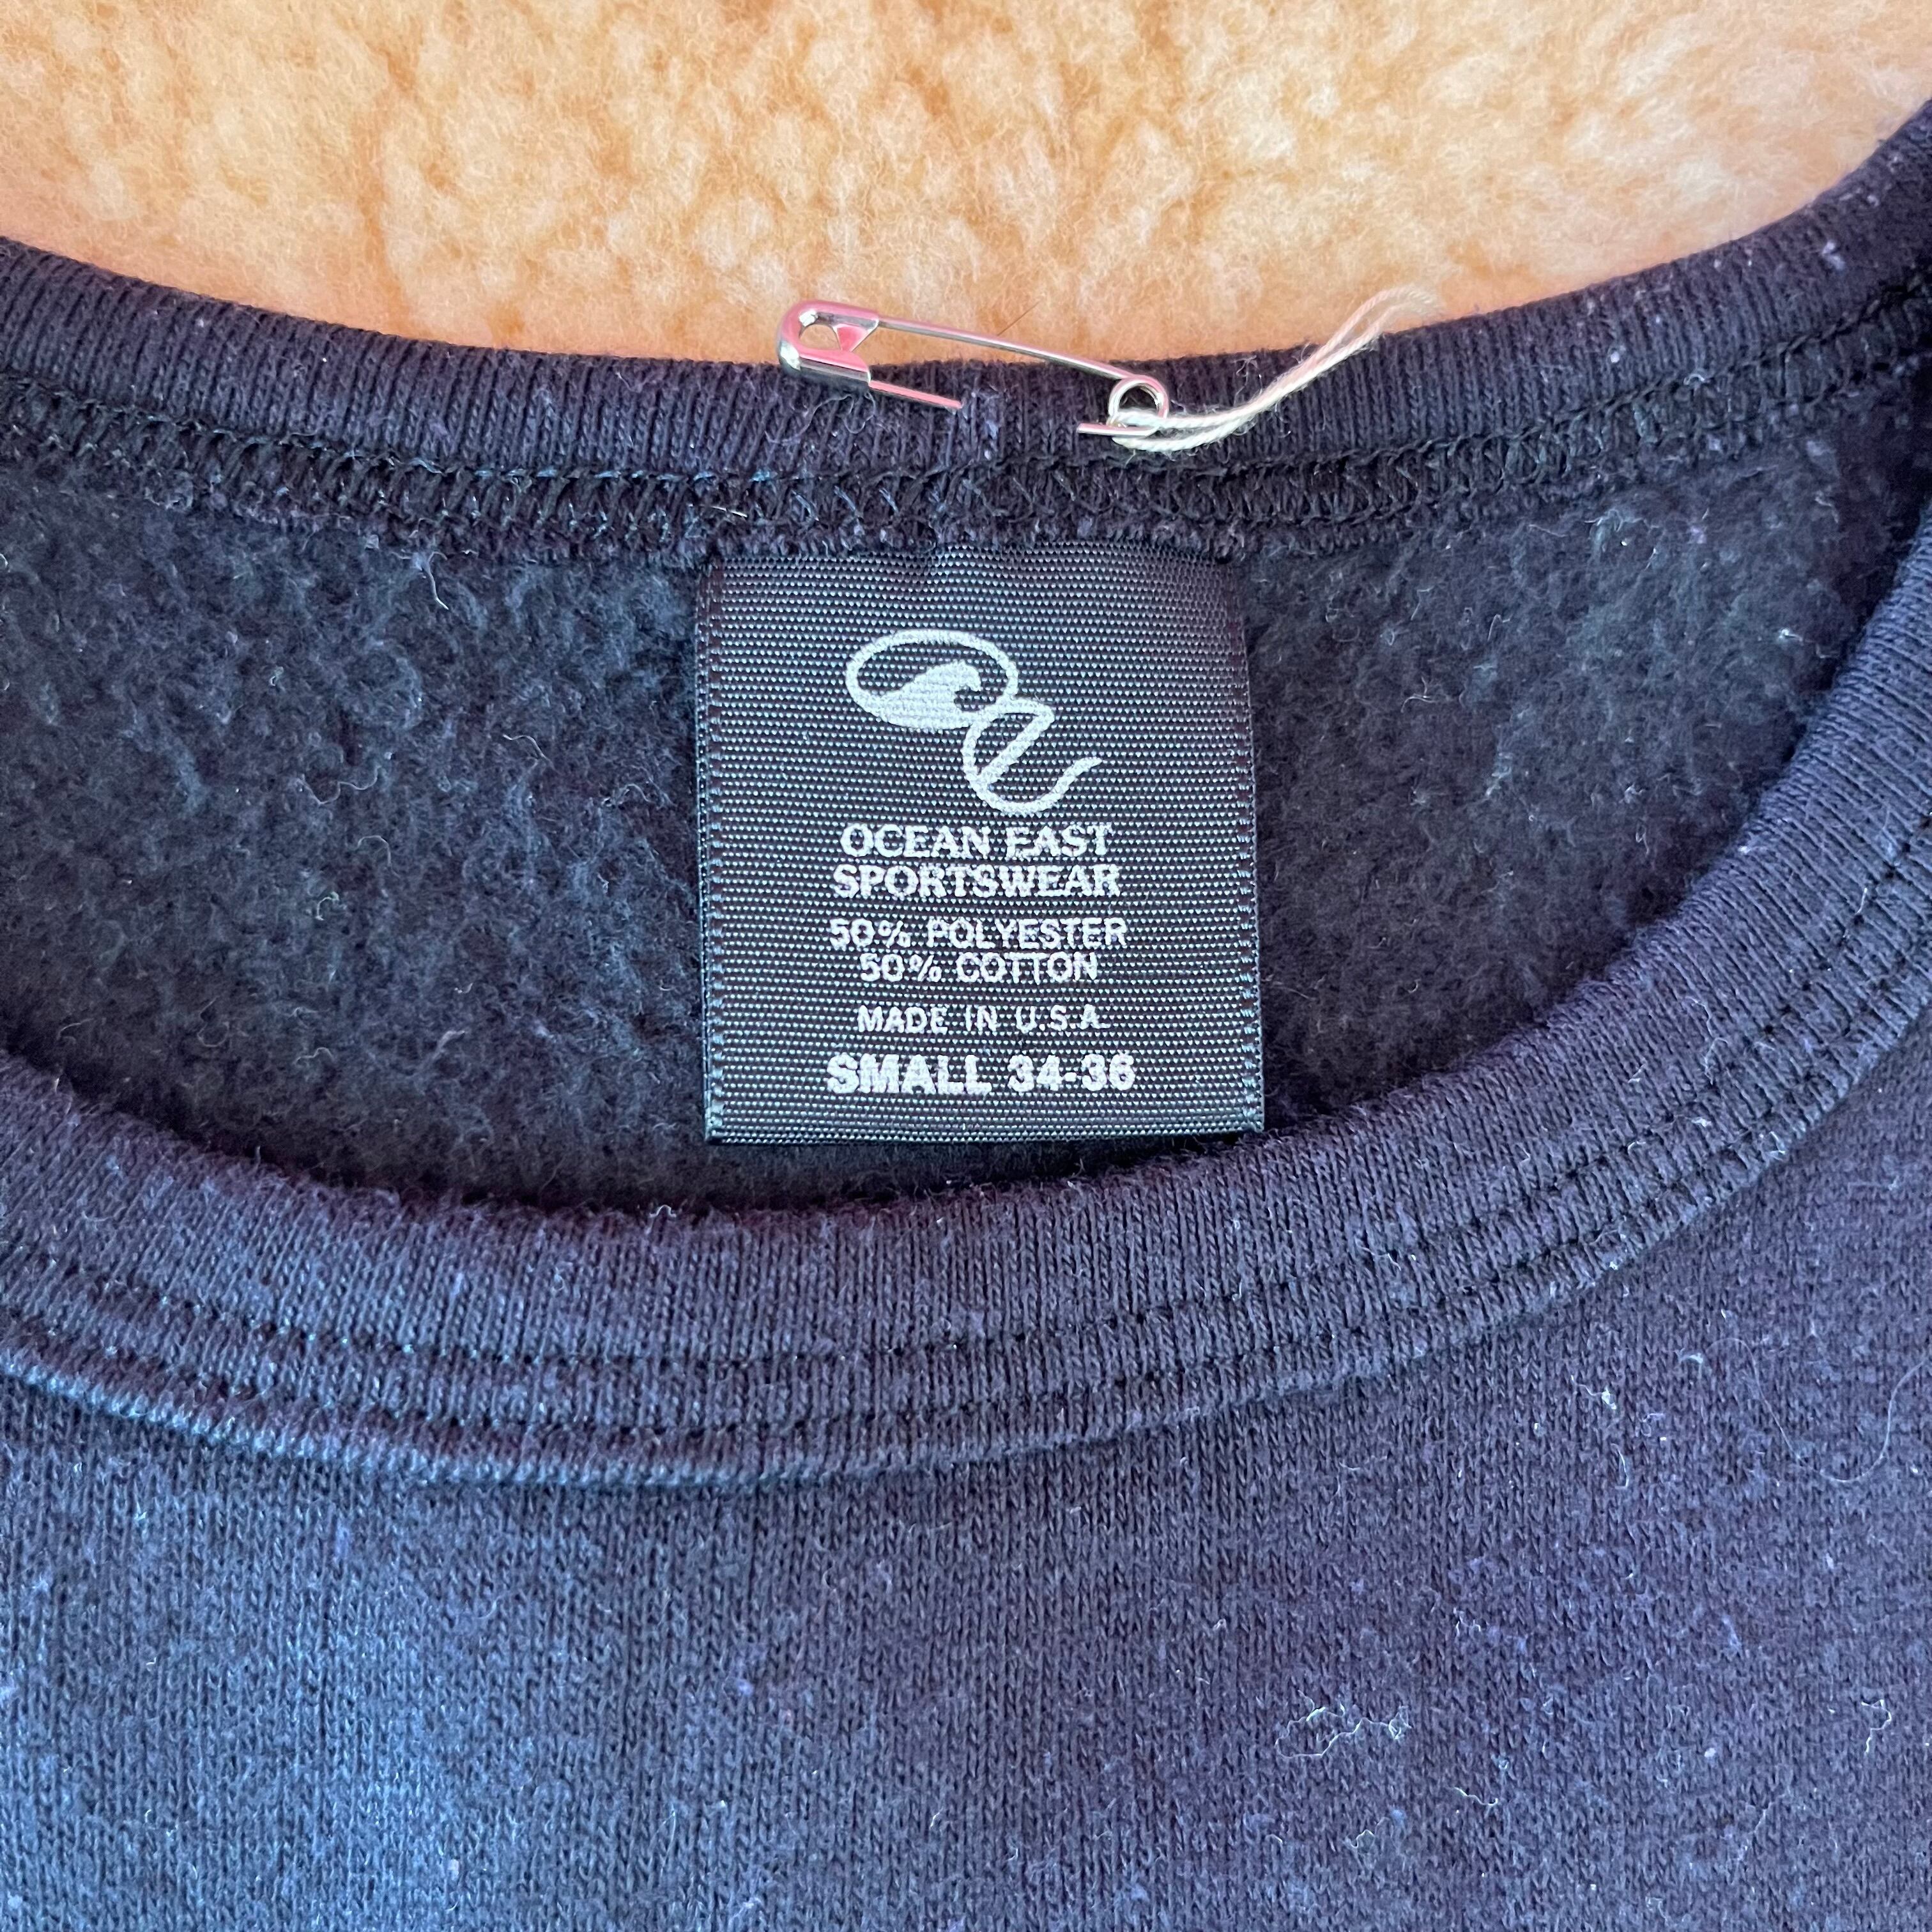 OCEAN EAST
SPORTSWEAR
50% POLYESTER
50% COTTON
MADE IN U.S.A.
SMALL 34-36